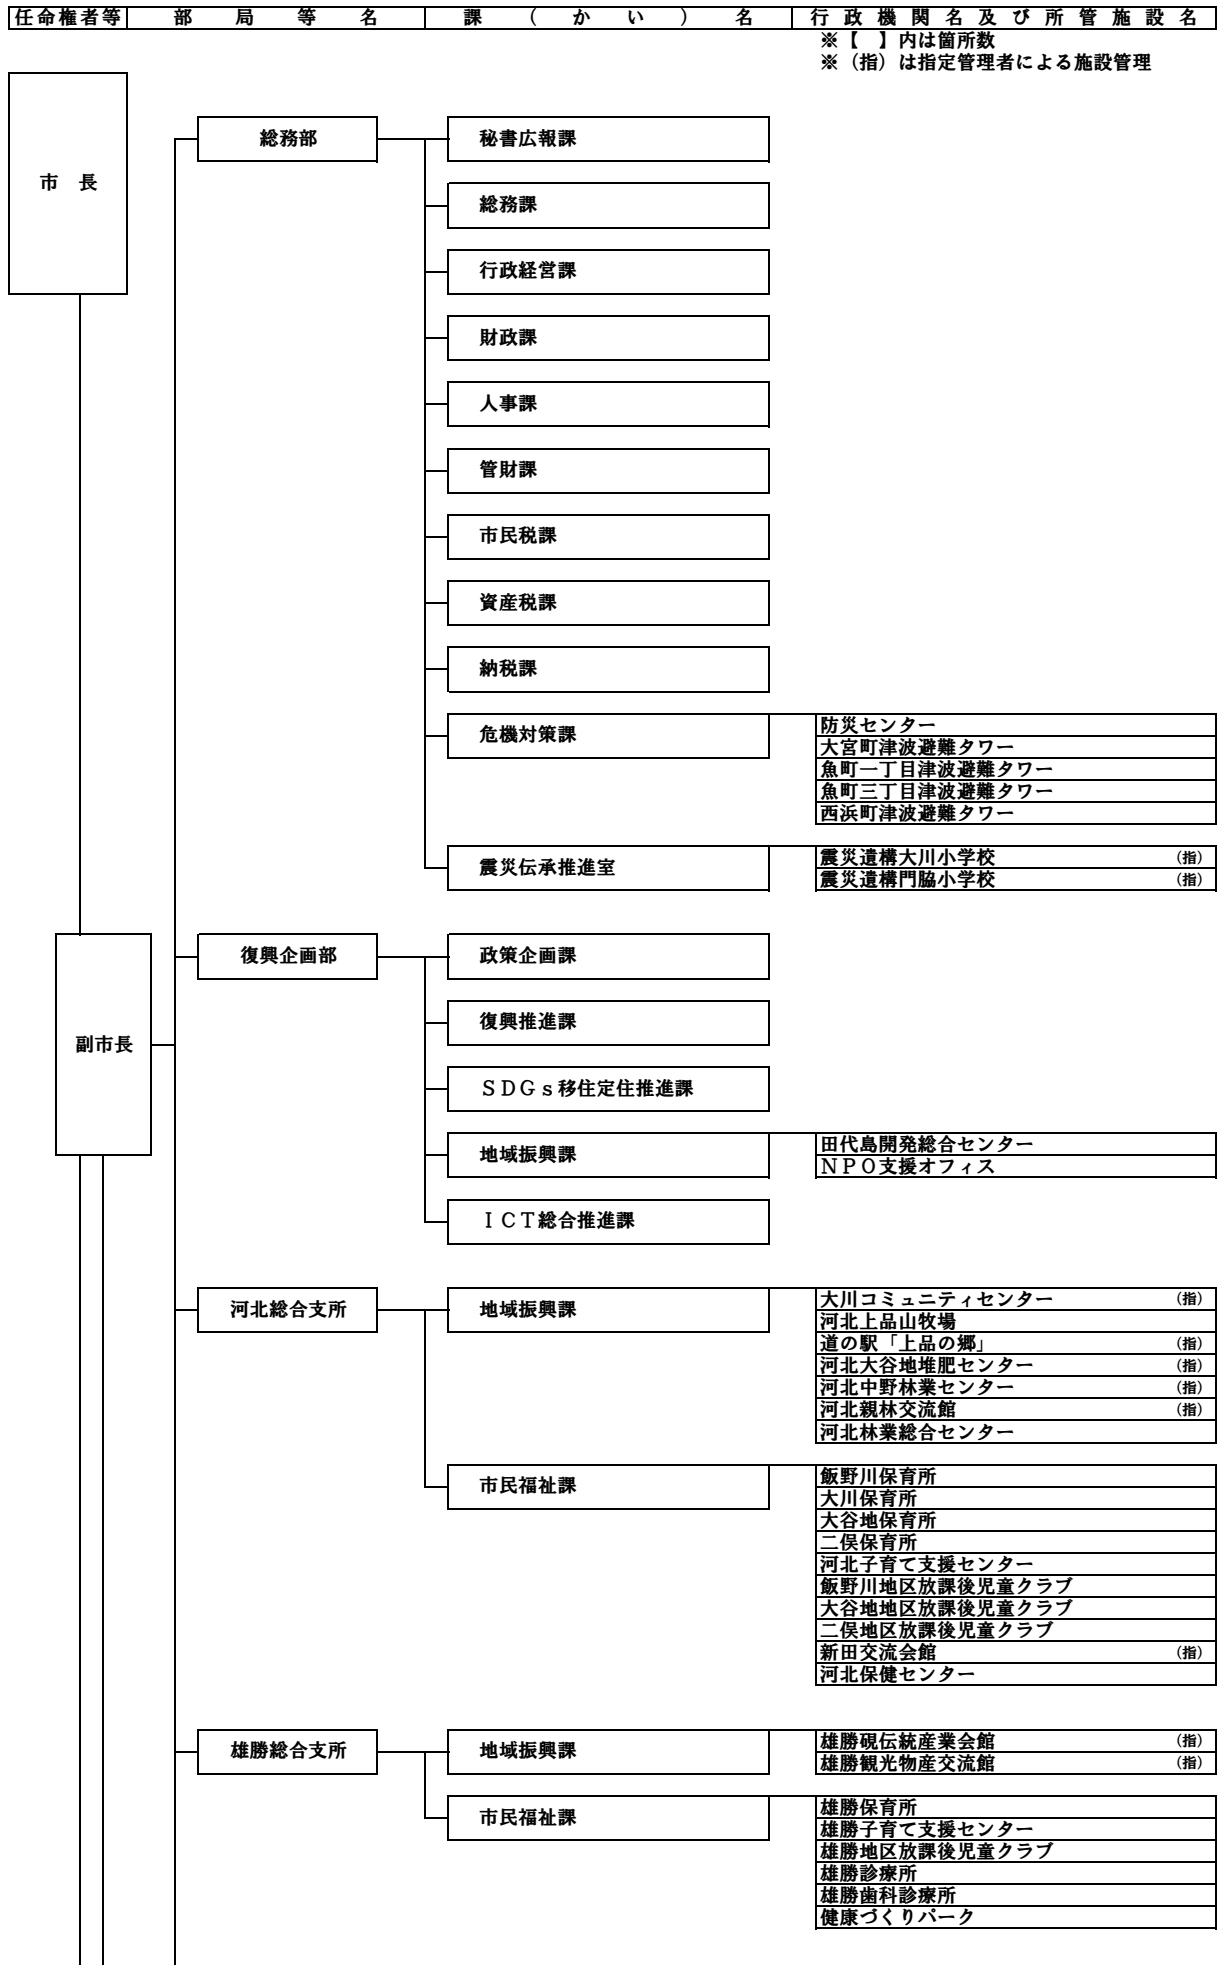 任命権者等 部局等名 課（かい）名 行政機関名及び所管施設名
※【　】内は箇所数
※（指）は指定管理者による施設管理
市　長
総務部
秘書広報課
総務課
行政経営課
財政課
人事課
管財課
市民税課
資産税課
納税課
危機対策課
防災センター
大宮町津波避難タワー
魚町一丁目津波避難タワー
魚町三丁目津波避難タワー
西浜町津波避難タワー
震災伝承推進室
震災遺構大川小学校 （指）
震災遺構門脇小学校 （指）
副市長
復興企画部
政策企画課
復興推進課
ＳＤＧｓ移住定住推進課
地域振興課
田代島開発総合センター
ＮＰＯ支援オフィス
ＩＣＴ総合推進課
河北総合支所
地域振興課
大川コミュニティセンター （指）
河北上品山牧場
道の駅「上品の郷」 （指）
河北大谷地堆肥センター （指）
河北中野林業センター （指）
河北親林交流館 （指）
河北林業総合センター
市民福祉課
飯野川保育所
大川保育所
大谷地保育所
二俣保育所
河北子育て支援センター
飯野川地区放課後児童クラブ
大谷地地区放課後児童クラブ
二俣地区放課後児童クラブ
新田交流会館 （指）
河北保健センター
雄勝総合支所
地域振興課
雄勝硯伝統産業会館 （指）
雄勝観光物産交流館 （指）
市民福祉課
雄勝保育所
雄勝子育て支援センター
雄勝地区放課後児童クラブ
雄勝診療所
雄勝歯科診療所
健康づくりパーク